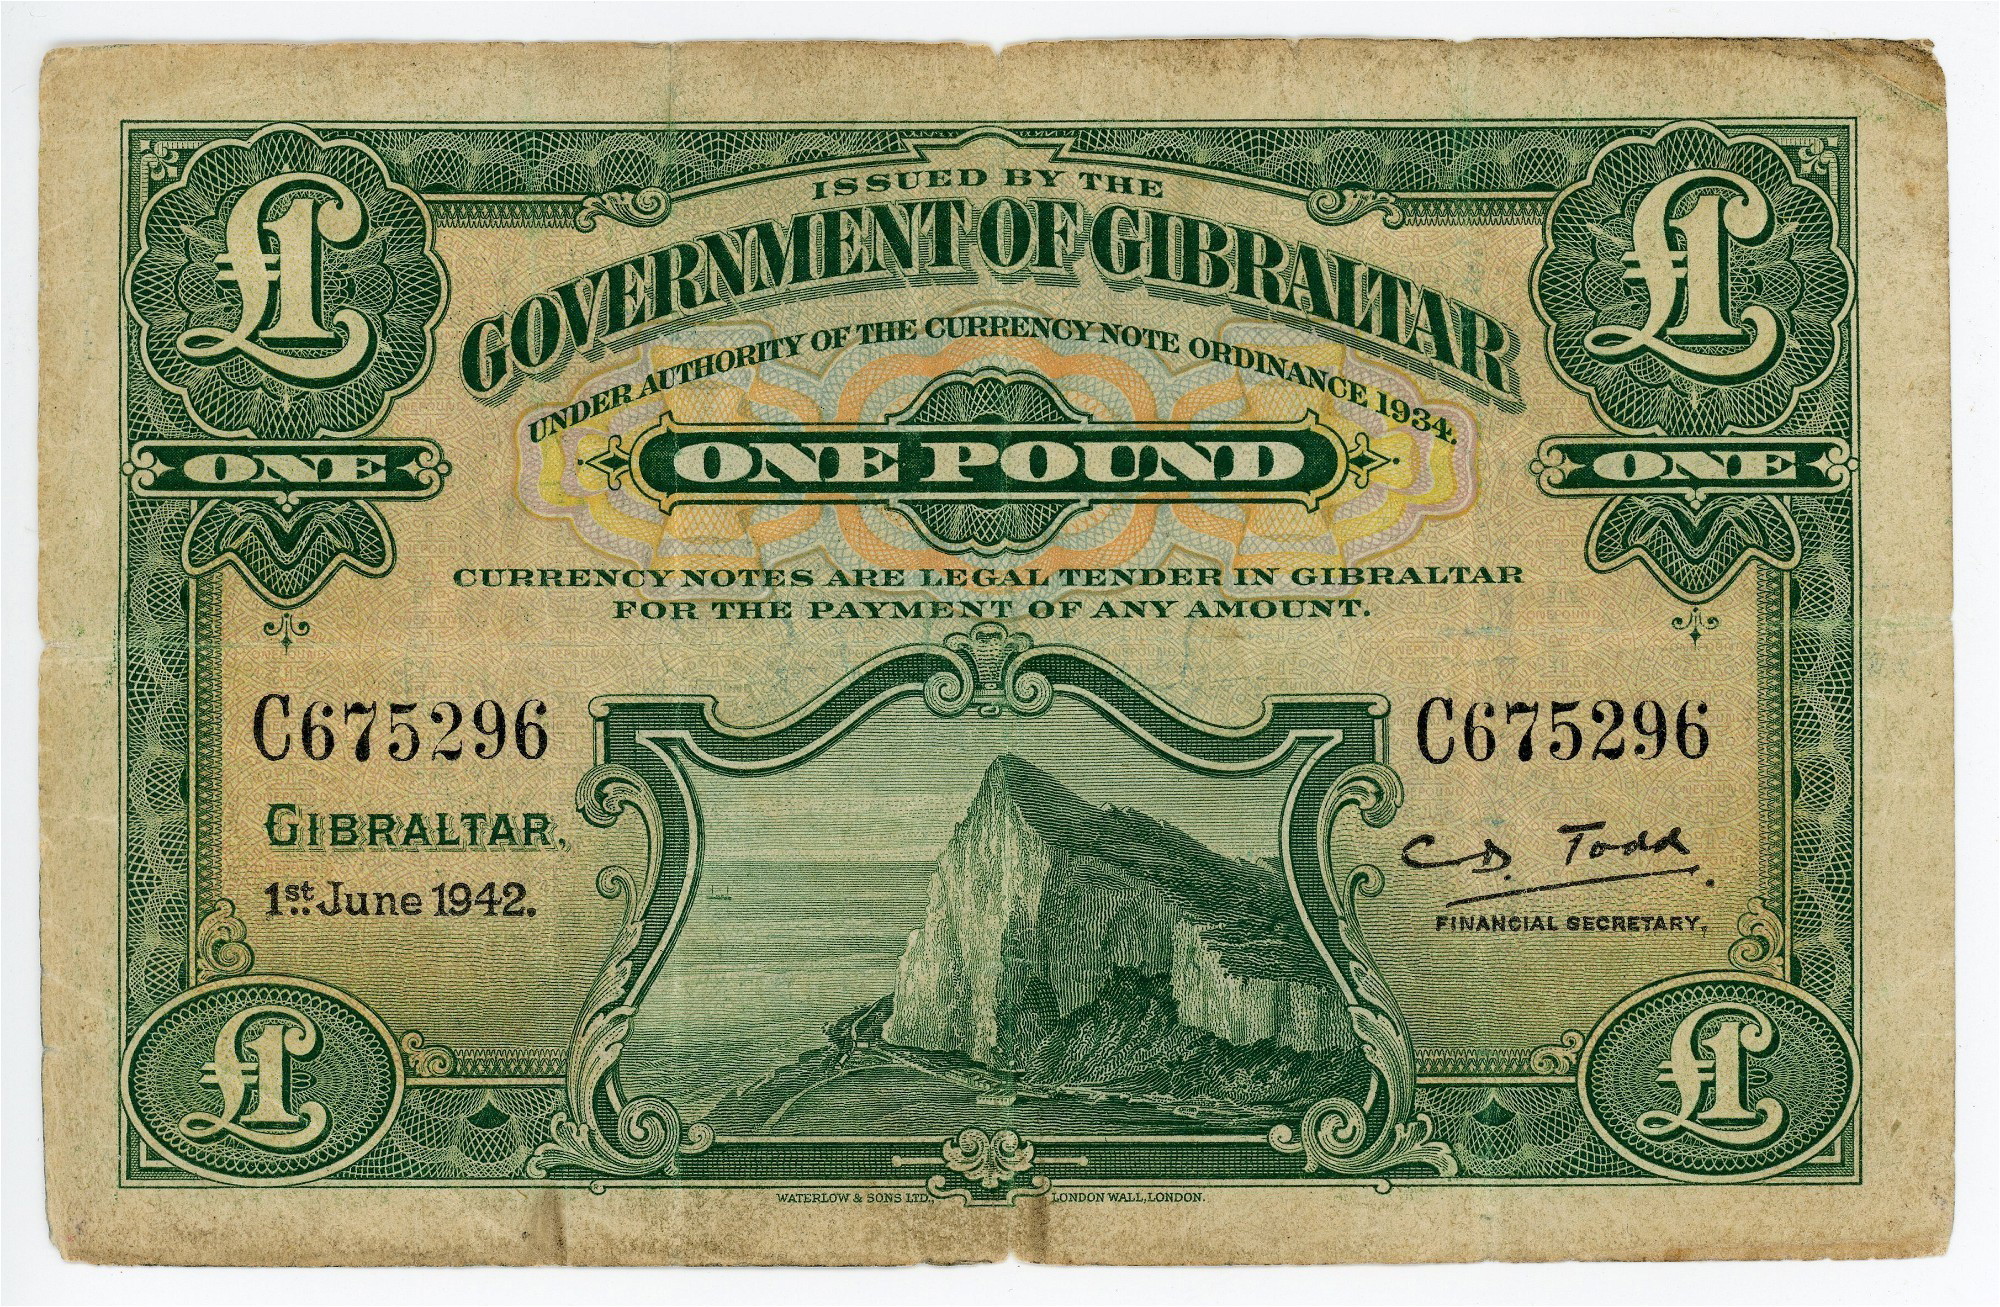 ISSUED BY THE
GOVERNMENT OF GIBRALTAR
UNDER AUTHORITY OF THE CURRENCY NOTE ORDINANCE 1934.
£1
£1
ONE POUND
ONE
ONE
CURRENCY NOTES ARE LEGAL TENDER IN GIBRALTAR
FOR THE PAYMENT OF ANY AMOUNT.
C675296
C675296
GIBRALTAR,
1st. June 1942.
C D. Todd
FINANCIAL SECRETARY,
£1
£1
WATERLOW & SONS LTD., LONDON WALL, LONDON.